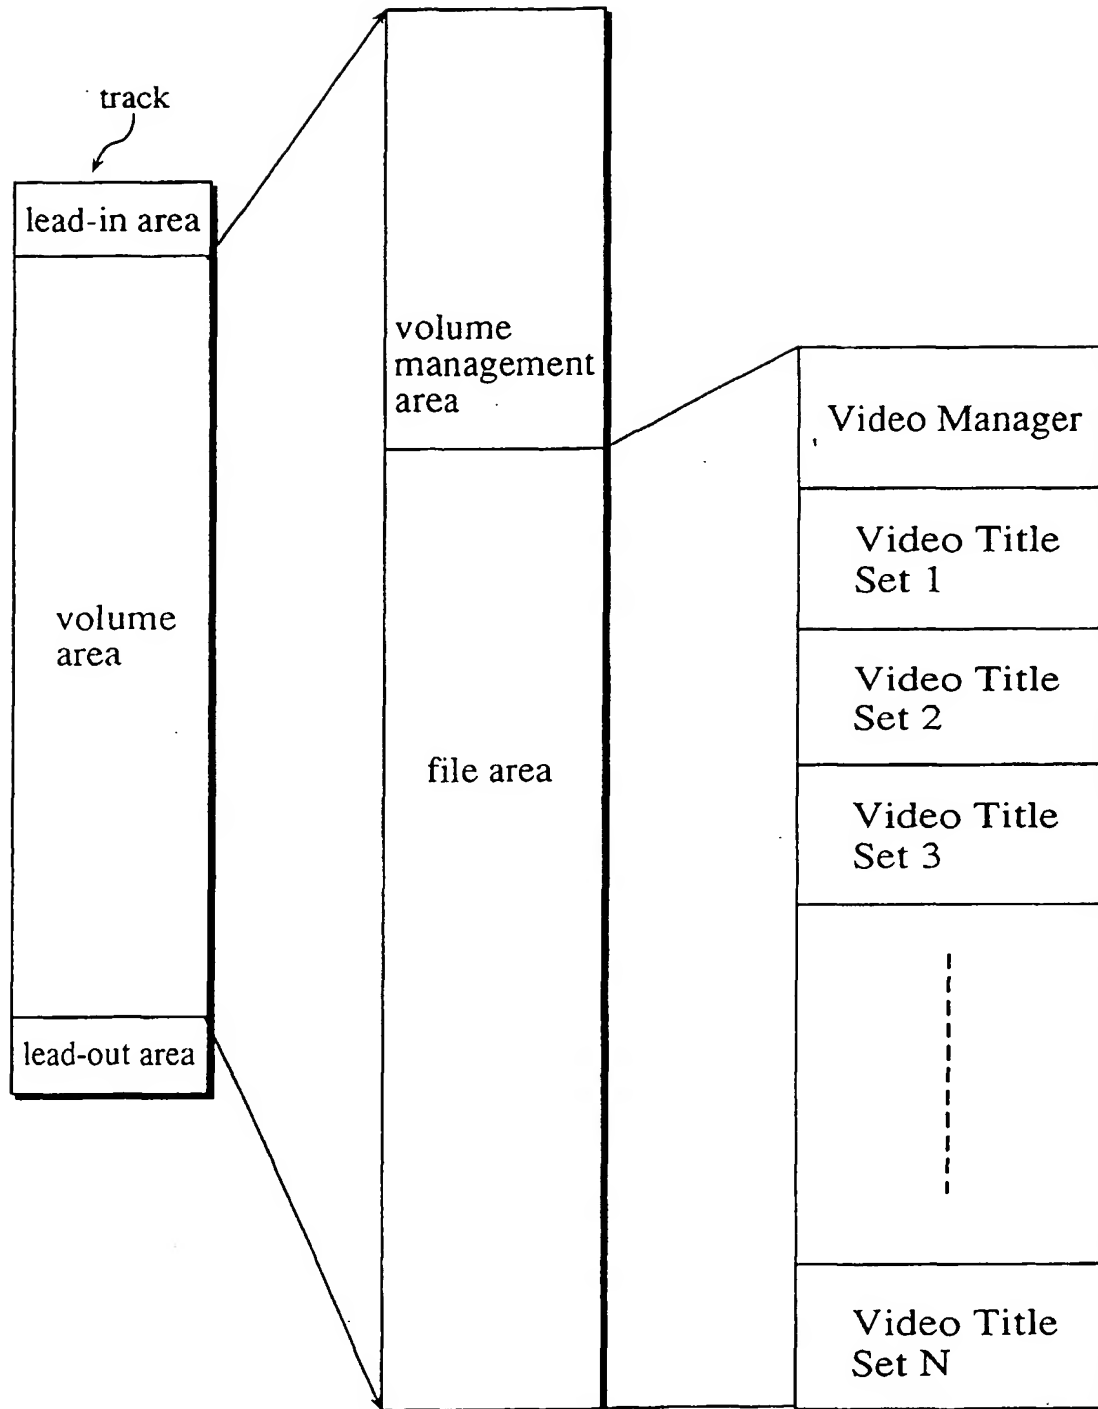 track
lead-in area
volume
area
lead-out area
volume
management
area
file area
Video Manager
Video Title
Set 1
Video Title
Set 2
Video Title
Set 3
Video Title
Set N